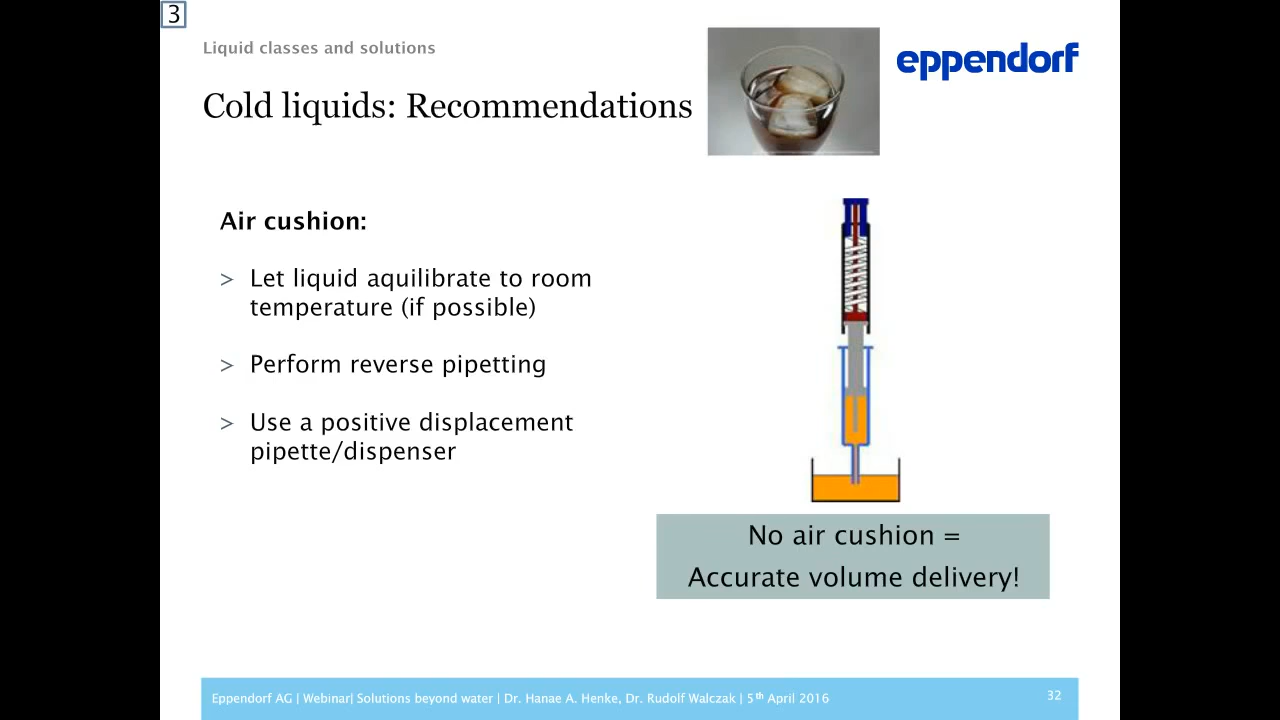 3
Liquid classes and solutions
eppendorf
Cold liquids: Recommendations
Air cushion:
> Let liquid aquilibrate to room
temperature (if possible)
> Perform reverse pipetting
> Use a positive displacement
pipette/dispenser
No air cushion =
Accurate volume delivery!
Eppendorf AG | Webinar| Solutions beyond water | Dr. Hanae A. Henke, Dr. Rudolf Walczak | 5th April 2016
32